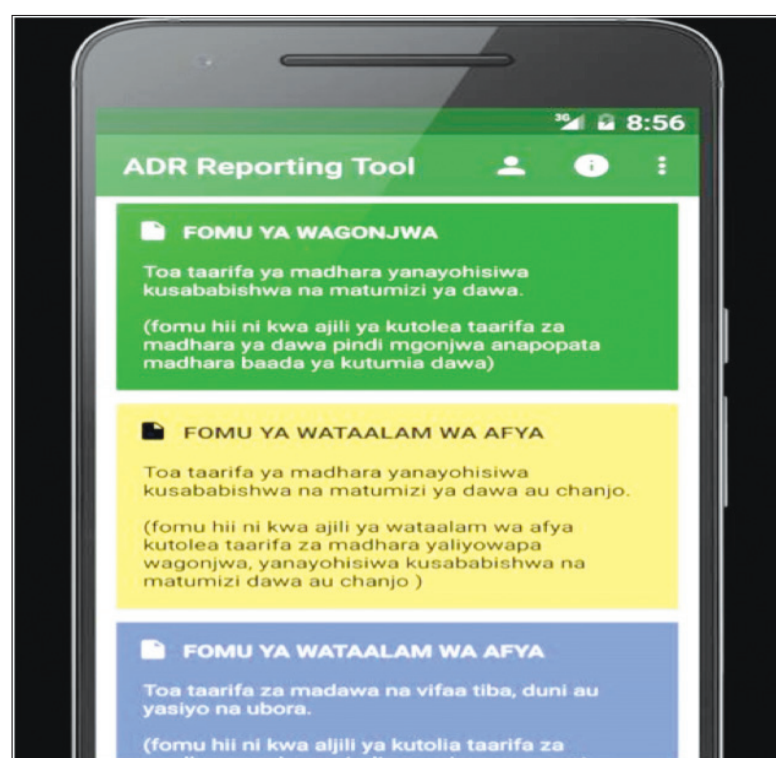 3G 8:56
ADR Reporting Tool
FOMU YA WAGONJWA
Toa taarifa ya madhara yanayohisiwa
kusababishwa na matumizi ya dawa.
(fomu hii ni kwa ajili ya kutolea taarifa za
madhara ya dawa pindi mgonjwa anapopata
madhara baada ya kutumia dawa)
FOMU YA WATAALAM WA AFYA
Toa taarifa ya madhara yanayohisiwa
kusababishwa na matumizi ya dawa au chanjo.
(fomu hii ni kwa ajili ya wataalam wa afya
kutolea taarifa za madhara yaliyowapa
wagonjwa, yanayohisiwa kusababishwa na
matumizi dawa au chanjo )
FOMU YA WATAALAM WA AFYA
Toa taarifa za madawa na vifaa tiba, duni au
yasiyo na ubora.
(fomu hii ni kwa aljili ya kutolia taarifa za